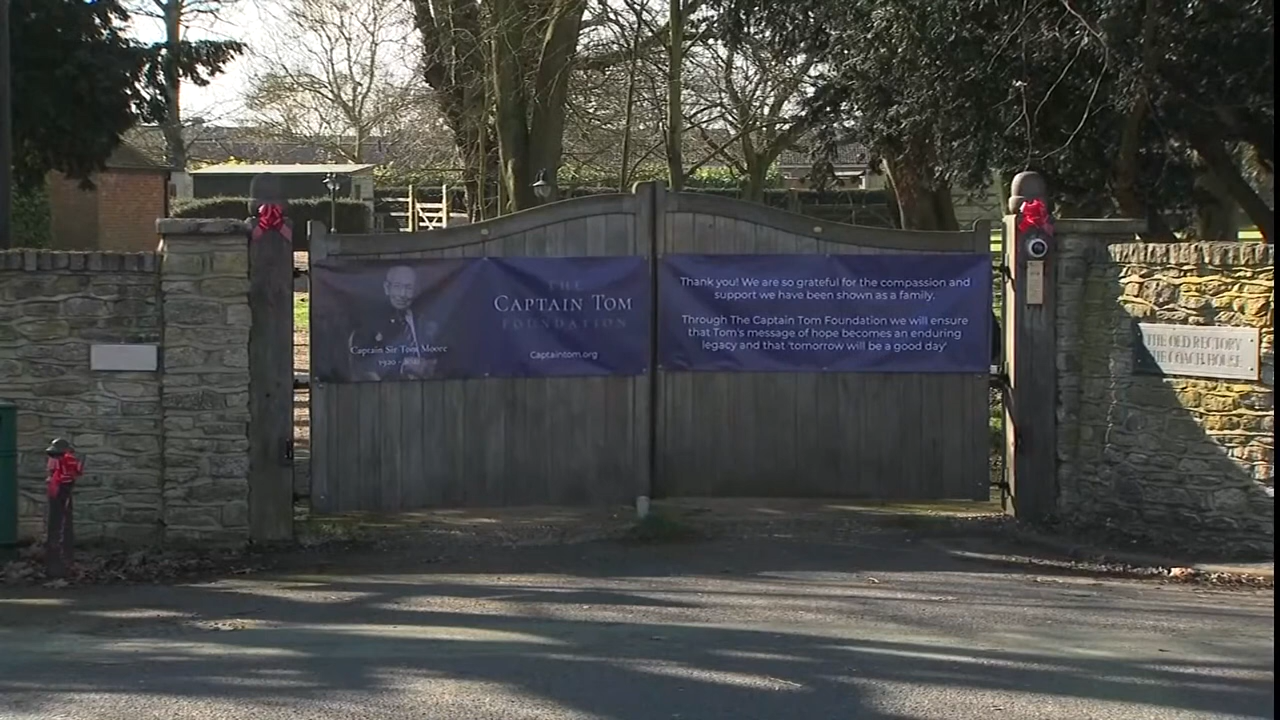 THE
CAPTAIN TOM
FOUNDATION
Captain Sir Tom Moore
1920 - 2021
Captaintom.org
Thank you! We are so grateful for the compassion and
support we have been shown as a family.
Through The Captain Tom Foundation we will ensure
that Tom's message of hope becomes an enduring
legacy and that 'tomorrow will be a good day'
THE OLD RECTORY
THE COACH HOUSE